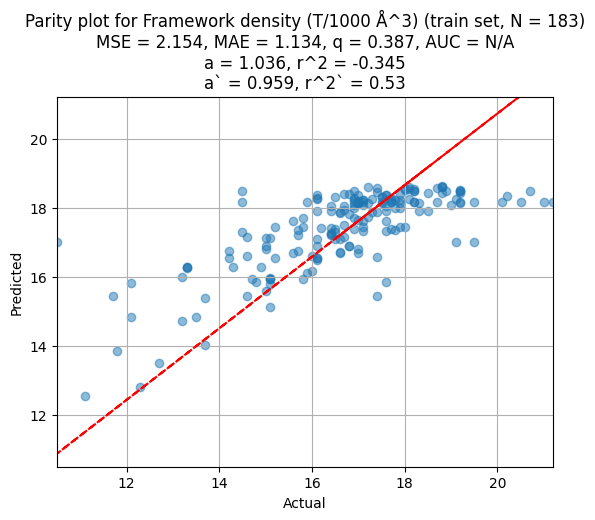 Parity plot for Framework density (T/1000 Å^3) (train set, N = 183)
MSE = 2.154, MAE = 1.134, q = 0.387, AUC = N/A
a = 1.036, r^2 = -0.345
a` = 0.959, r^2` = 0.53
20
18
16
14
12
Predicted
12 14 16 18 20
Actual